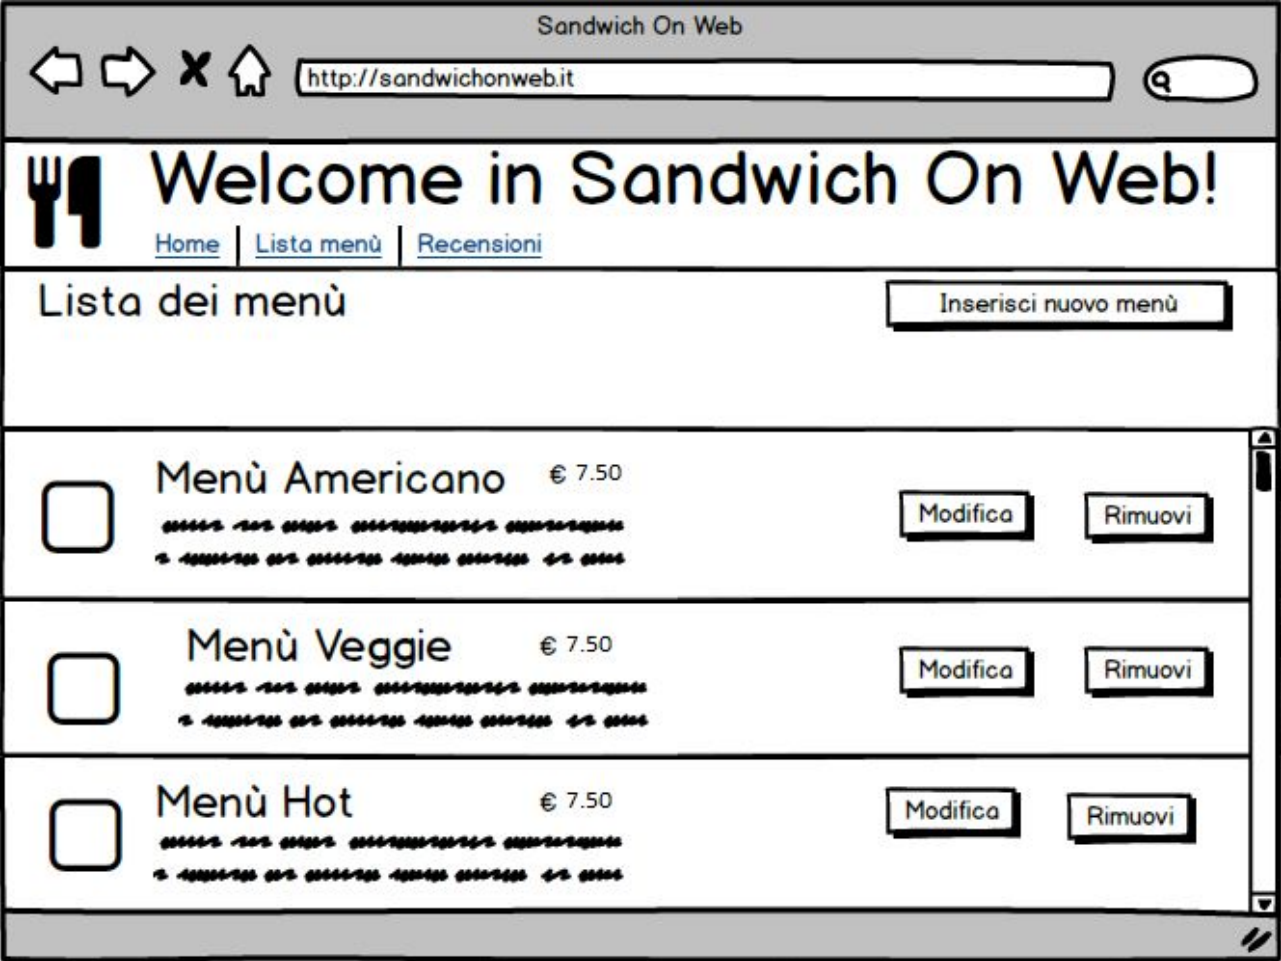 Sandwich On Web
http://sandwichonweb.it
Welcome in Sandwich On Web!
Home | Lista menù | Recensioni
Lista dei menù
Inserisci nuovo menù
Menù Americano € 7.50
Modifica Rimuovi
Menù Veggie € 7.50
Modifica Rimuovi
Menù Hot € 7.50
Modifica Rimuovi